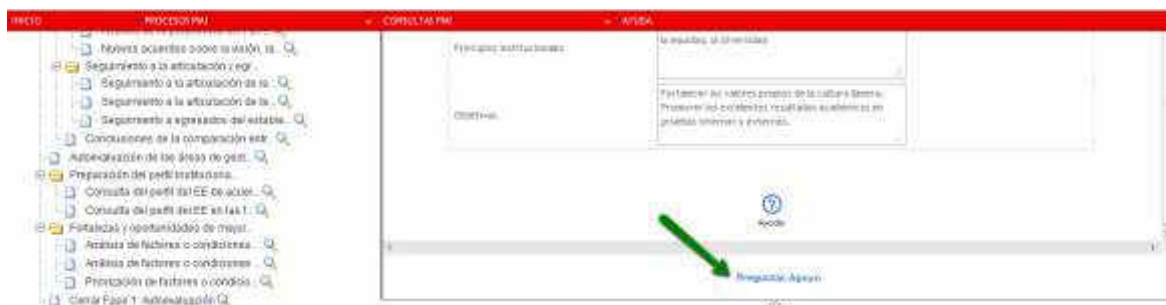 INICIO PROCESOS PMI CONSULTAS PMI AYUDA
Nuevos acuerdos sobre la visión, la...
Seguimiento a la articulación y egr...
Seguimiento a la articulación de la...
Seguimiento a la articulación de la...
Seguimiento a egresados del estable...
Conclusiones de la comparación entr...
Autoevaluación de las áreas de gest...
Preparación del perfil instituciona...
Consulta del perfil del EE de acuer...
Consulta del perfil del EE en las f...
Fortalezas y oportunidades de mejor...
Análisis de factores o condiciones ...
Análisis de factores o condiciones ...
Priorización de factores o condicio...
Cerrar Fase 1. Autoevaluación
Principios Institucionales
la equidad, la diversidad
Objetivos
Fortalecer los valores propios de la cultura
Promover los excelentes resultados académicos en
pruebas internas y externas.
Ayuda
Preguntas Apoyo